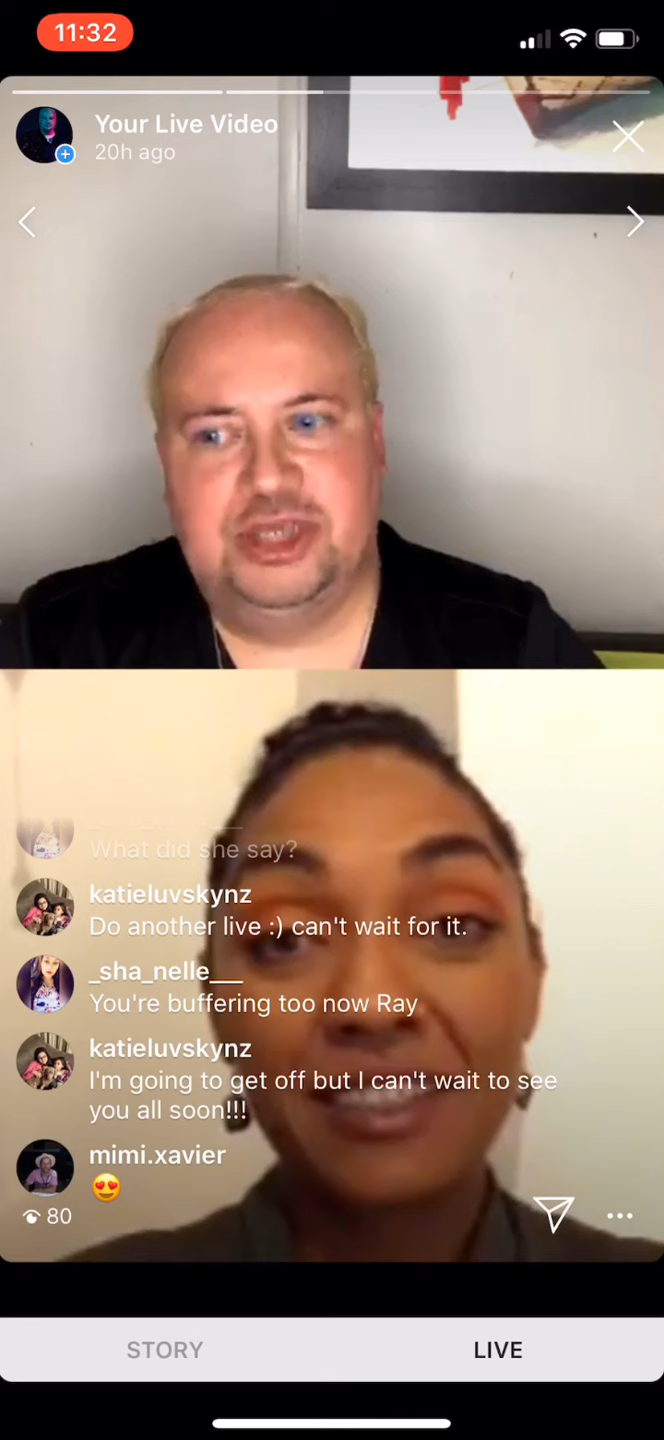 11:32
Your Live Video
20h ago
What did she say?
katieluvskynz
Do another live :) can't wait for it.
_sha_nelle___
You're buffering too now Ray
katieluvskynz
I'm going to get off but I can't wait to see
you all soon!!!
mimi.xavier
😍
80
STORY
LIVE